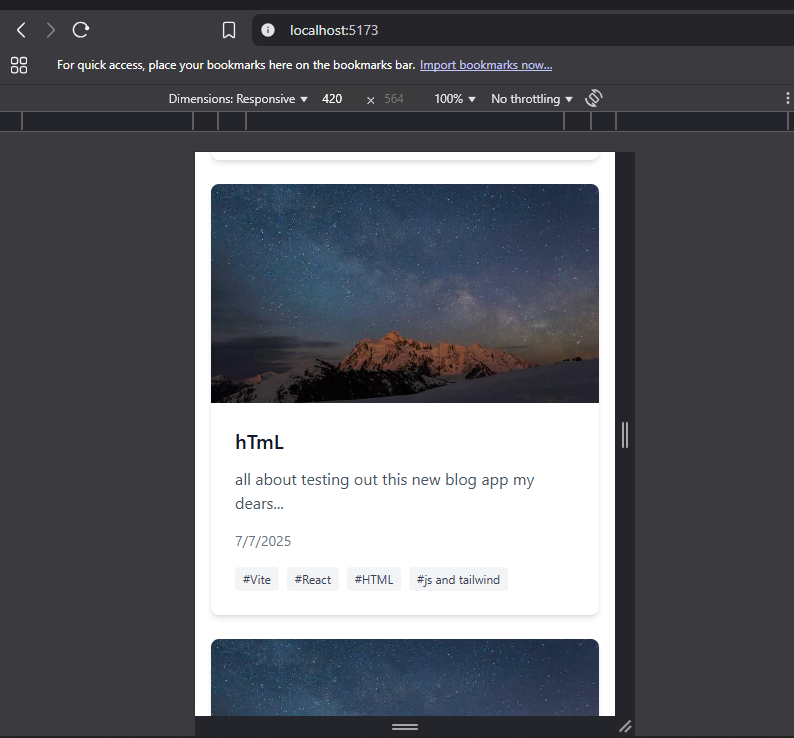 localhost:5173
For quick access, place your bookmarks here on the bookmarks bar. Import bookmarks now...
Dimensions: Responsive ▼ 420 × 564 100% ▼ No throttling ▼
hTmL
all about testing out this new blog app my
dears...
7/7/2025
#Vite #React #HTML #js and tailwind